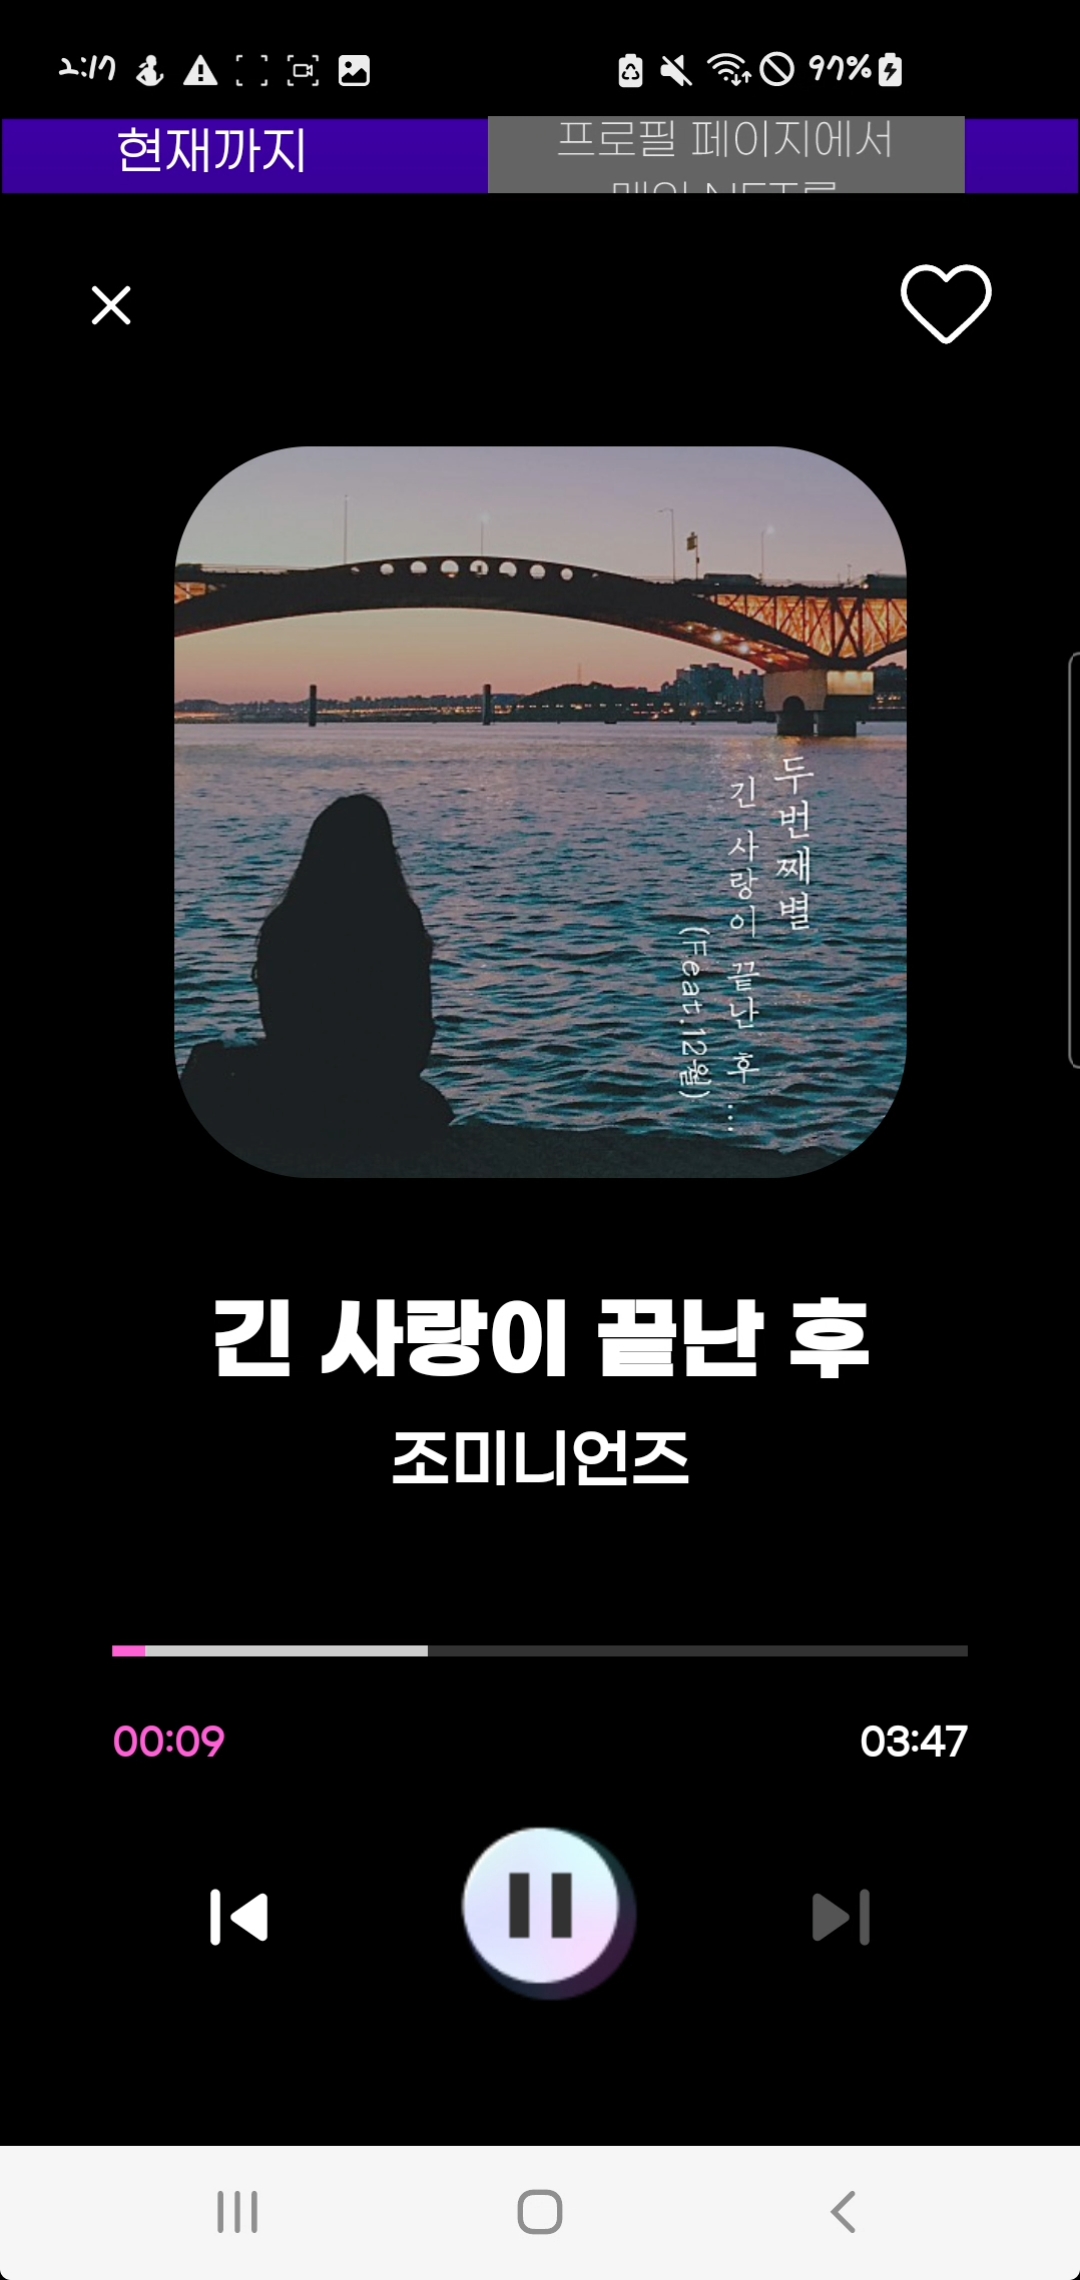 2:17
97%
현재까지
프로필 페이지에서
두번째별
긴 사랑이 끝난 후...
(Feat.12월)
긴 사랑이 끝난 후
조미니언즈
00:09
03:47